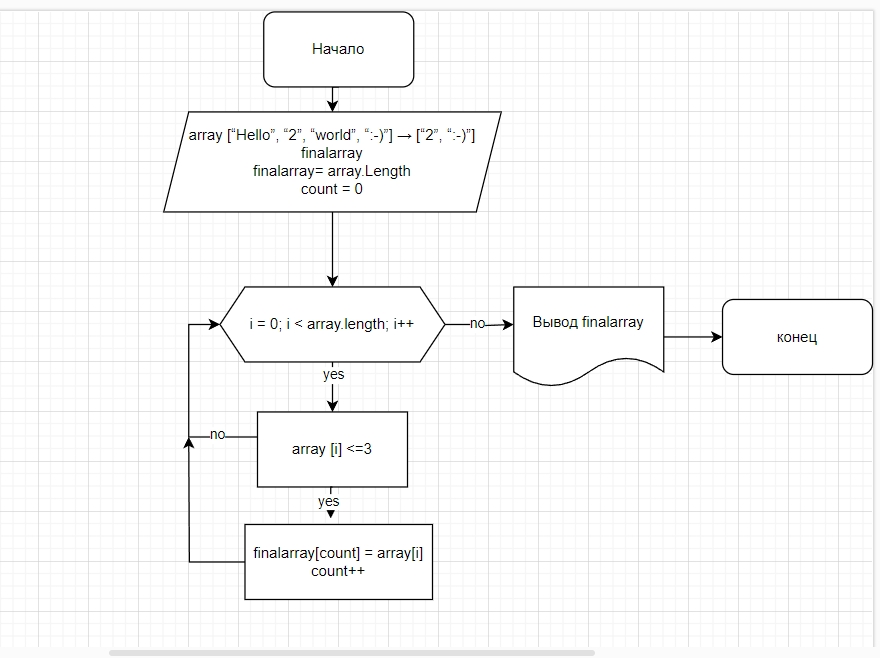 Начало
array [“Hello”, “2”, “world”, “:-)”] → [“2”, “:-)”]
finalarray
finalarray= array.Length
count = 0
i = 0; i < array.length; i++
no
Вывод finalarray
конец
yes
no
array [i] <=3
yes
finalarray[count] = array[i]
count++